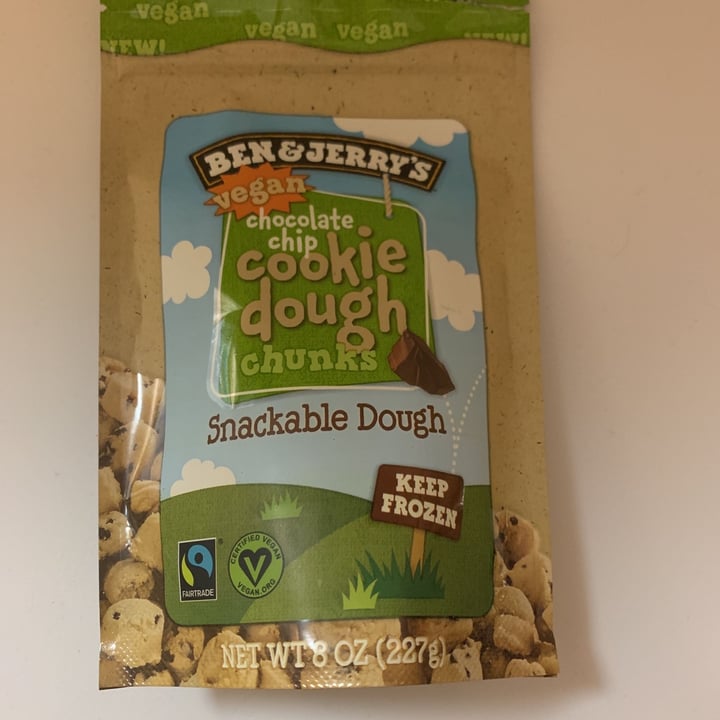 vegan
NEW! vegan vegan NEW!
BEN & JERRY'S
vegan
chocolate
chip
cookie
dough
chunks
Snackable Dough
KEEP
FROZEN
FAIRTRADE
®
CERTIFIED VEGAN
VEGAN.ORG
NET WT 8 OZ (227g)